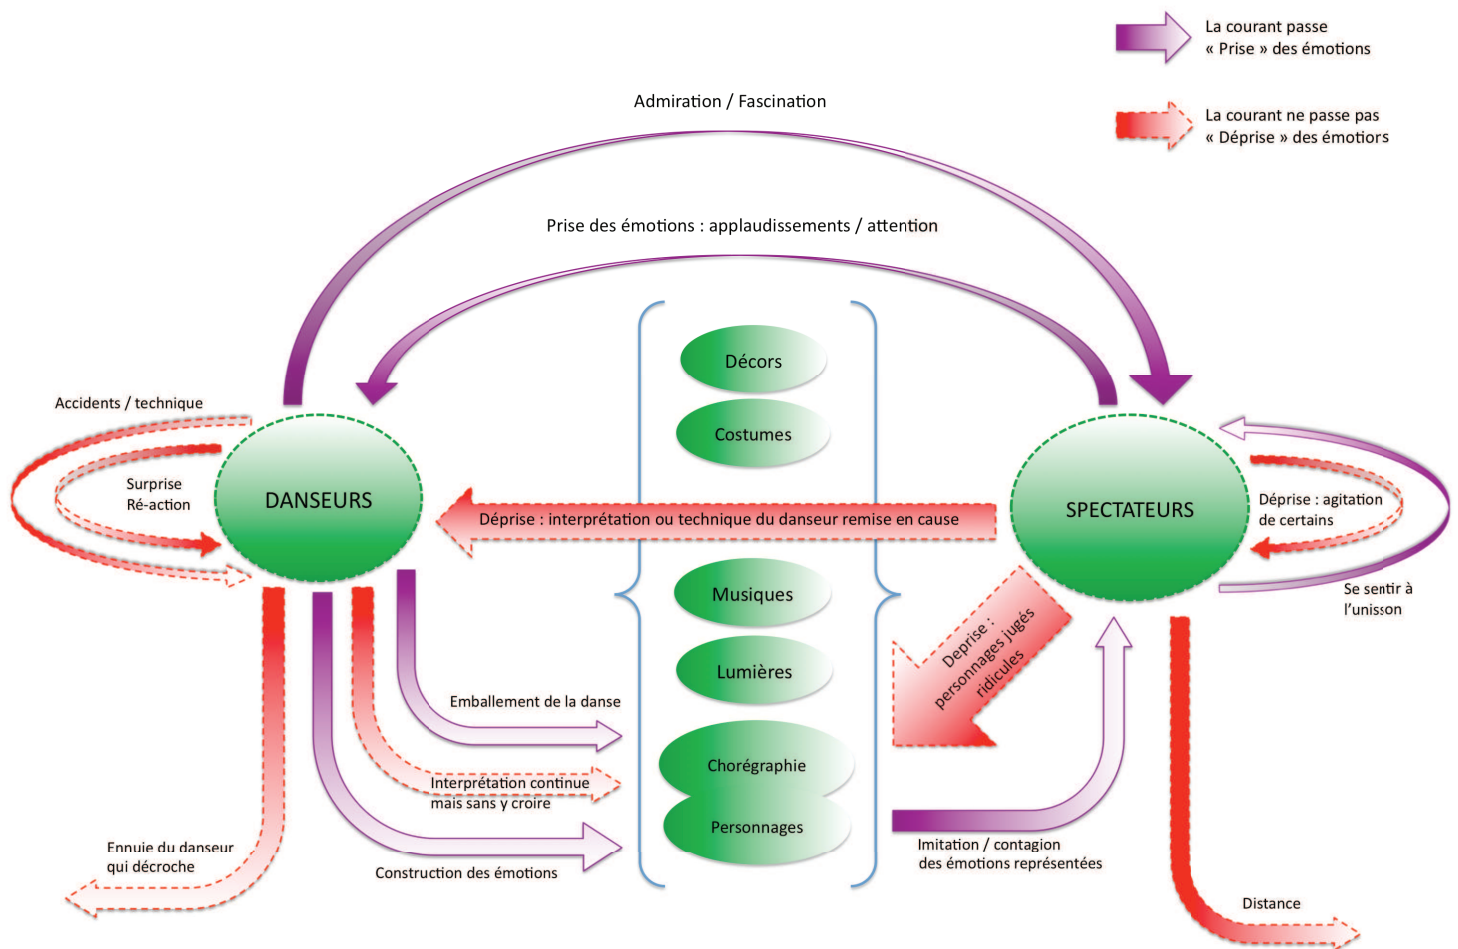 La courant passe
« Prise » des émotions
La courant ne passe pas
« Déprise » des émotiors
Admiration / Fascination
Prise des émotions : applaudissements / attention
Décors
Costumes
Accidents / technique
Surprise
Ré-action
DANSEURS
Déprise : interprétation ou technique du danseur remise en cause
SPECTATEURS
Déprise : agitation
de certains
Se sentir à
l’unisson
Musiques
Lumières
Deprise :
personnages jugés
ridicules
Emballement de la danse
Chorégraphie
Interprétation continue
mais sans y croire
Personnages
Ennuie du danseur
qui décroche
Construction des émotions
Imitation / contagion
des émotions représentées
Distance